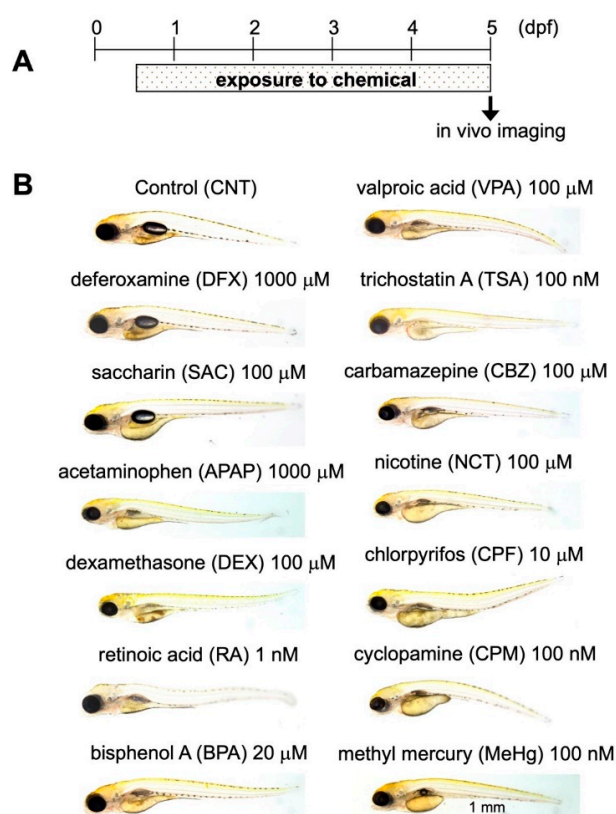 0 1 2 3 4 5 (dpf)
A
exposure to chemical
in vivo imaging
B
Control (CNT)
valproic acid (VPA) 100 μM
deferoxamine (DFX) 1000 μM
trichostatin A (TSA) 100 nM
saccharin (SAC) 100 μM
carbamazepine (CBZ) 100 μM
acetaminophen (APAP) 1000 μM
nicotine (NCT) 100 μM
dexamethasone (DEX) 100 μM
chlorpyrifos (CPF) 10 μM
retinoic acid (RA) 1 nM
cyclopamine (CPM) 100 nM
bisphenol A (BPA) 20 μM
methyl mercury (MeHg) 100 nM
1 mm